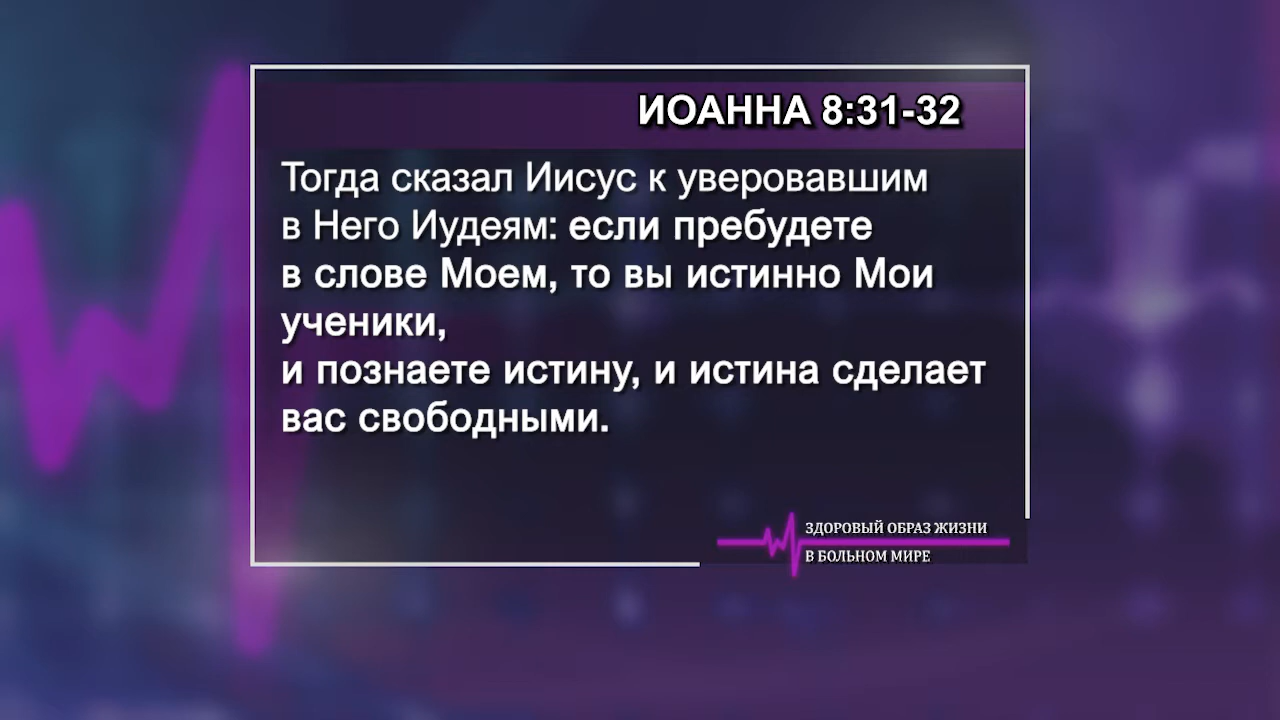 ИОАННА 8:31-32
Тогда сказал Иисус к уверовавшим
в Него Иудеям: если пребудете
в слове Моем, то вы истинно Мои
ученики,
и познаете истину, и истина сделает
вас свободными.
ЗДОРОВЫЙ ОБРАЗ ЖИЗНИ
В БОЛЬНОМ МИРЕ